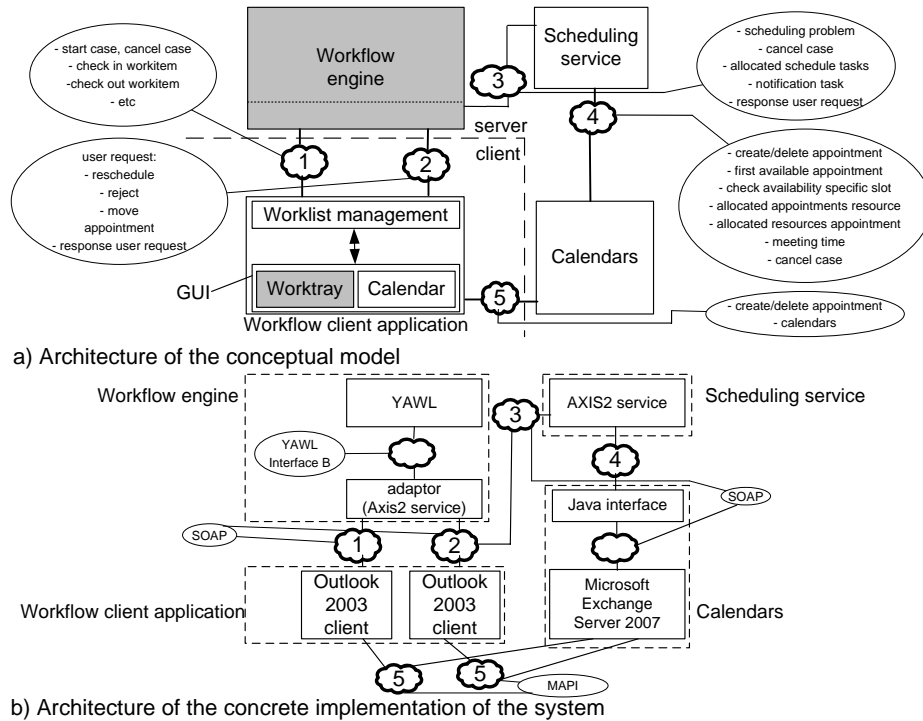 - start case, cancel case
- check in workitem
-check out workitem
- etc
Workflow
engine
Scheduling
service
- scheduling problem
- cancel case
- allocated schedule tasks
- notification task
- response user request
3
4
server
client
1
2
user request:
- reschedule
- reject
- move
appointment
- response user request
- create/delete appointment
- first available appointment
- check availability specific slot
- allocated appointments resource
- allocated resources appointment
- meeting time
- cancel case
Worklist management
Calendars
GUI
Worktray
Calendar
5
Workflow client application
- create/delete appointment
- calendars
a) Architecture of the conceptual model
Workflow engine
YAWL
3
AXIS2 service
Scheduling service
YAWL
Interface B
4
adaptor
(Axis2 service)
Java interface
SOAP
SOAP
1
2
Workflow client application
Outlook
2003
client
Outlook
2003
client
Microsoft
Exchange
Server 2007
Calendars
5
5
MAPI
b) Architecture of the concrete implementation of the system